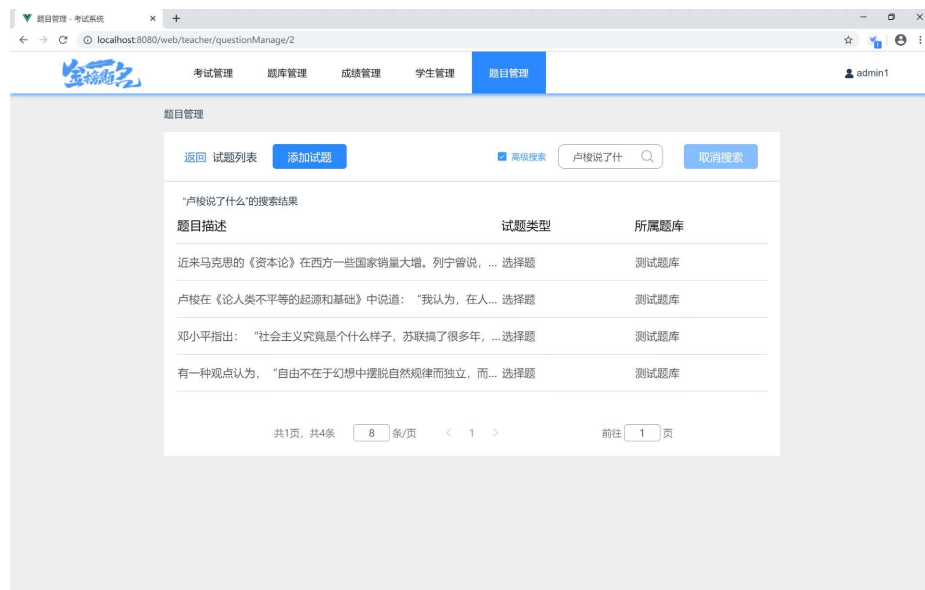 题目管理 - 考试系统
localhost:8080/web/teacher/questionManage/2
金榜题名
考试管理 题库管理 成绩管理 学生管理 题目管理 admin1
题目管理
返回 试题列表 添加试题 高级搜索 卢梭说了什 取消搜索
“卢梭说了什么”的搜索结果
题目描述 试题类型 所属题库
近来马克思的《资本论》在西方一些国家销量大增。列宁曾说，... 选择题 测试题库
卢梭在《论人类不平等的起源和基础》中说道： “我认为，在人... 选择题 测试题库
邓小平指出： “社会主义究竟是个什么样子，苏联搞了很多年，... 选择题 测试题库
有一种观点认为， “自由不在于幻想中摆脱自然规律而独立，而... 选择题 测试题库
共1页, 共4条 8 条/页 1 前往 1 页